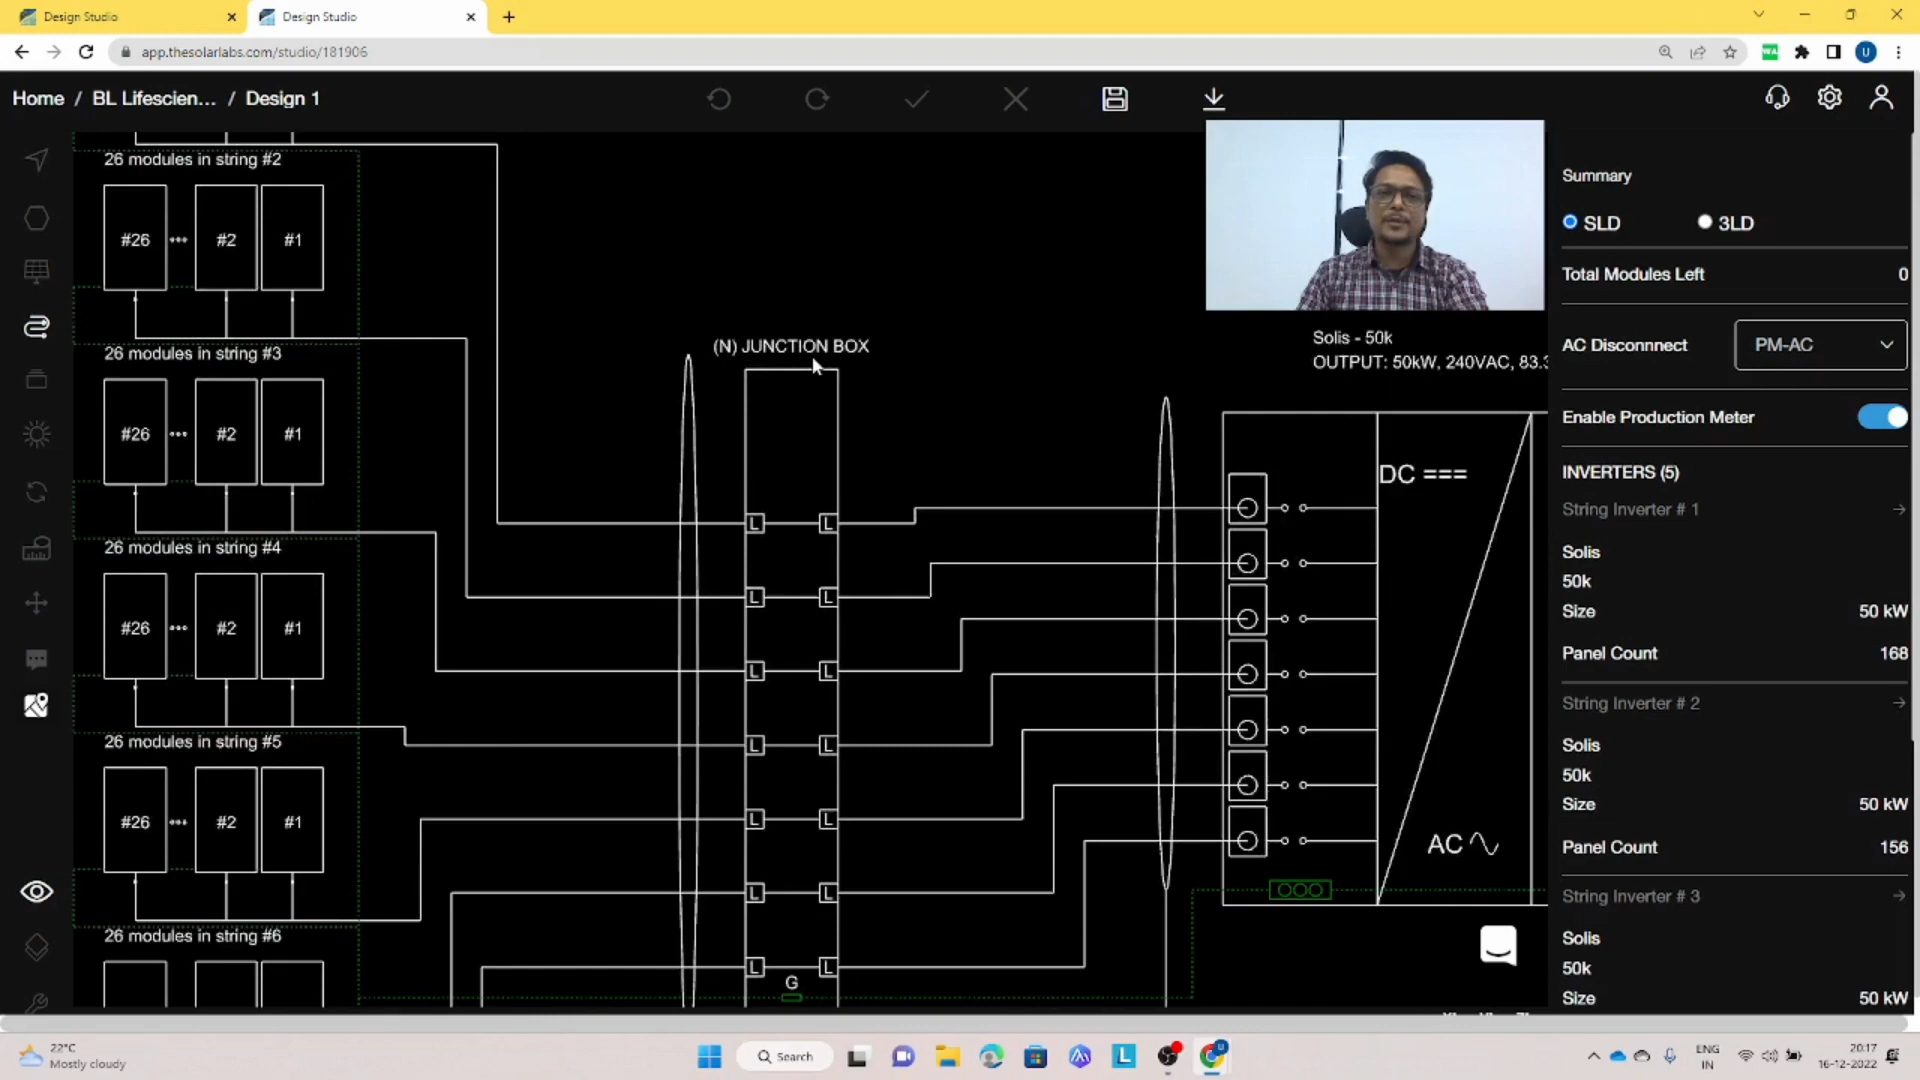 Design Studio
Design Studio
app.thesolarlabs.com/studio/181906
WA
U
Home / BL Lifescien... / Design 1
26 modules in string #2
#26 ••• #2 #1
26 modules in string #3
#26 ••• #2 #1
26 modules in string #4
#26 ••• #2 #1
26 modules in string #5
#26 ••• #2 #1
26 modules in string #6
(N) JUNCTION BOX
L L
L L
L L
L L
L L
L L
L L
G
Solis - 50k
OUTPUT: 50kW, 240VAC, 83.3
DC ===
AC
Summary
SLD
3LD
Total Modules Left 0
AC Disconnnect PM-AC
Enable Production Meter
INVERTERS (5)
String Inverter # 1
Solis
50k
Size 50 kW
Panel Count 168
String Inverter # 2
Solis
50k
Size 50 kW
Panel Count 156
String Inverter # 3
Solis
50k
Size 50 kW
22°C
Mostly cloudy
Search
L
U
ENG
IN
20:17
16-12-2022